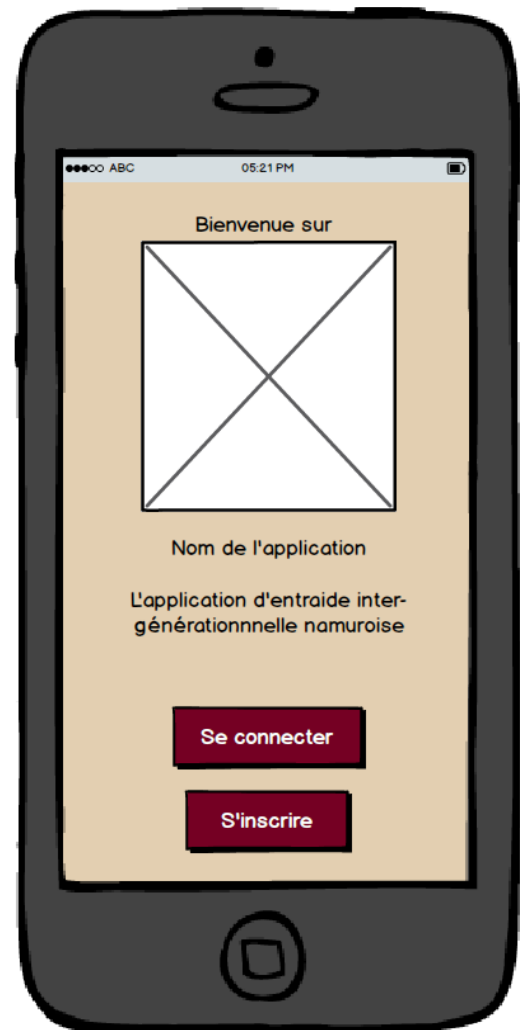 ●●●○○ ABC 05:21 PM
Bienvenue sur
Nom de l'application
L'application d'entraide inter-
générationnnelle namuroise
Se connecter
S'inscrire